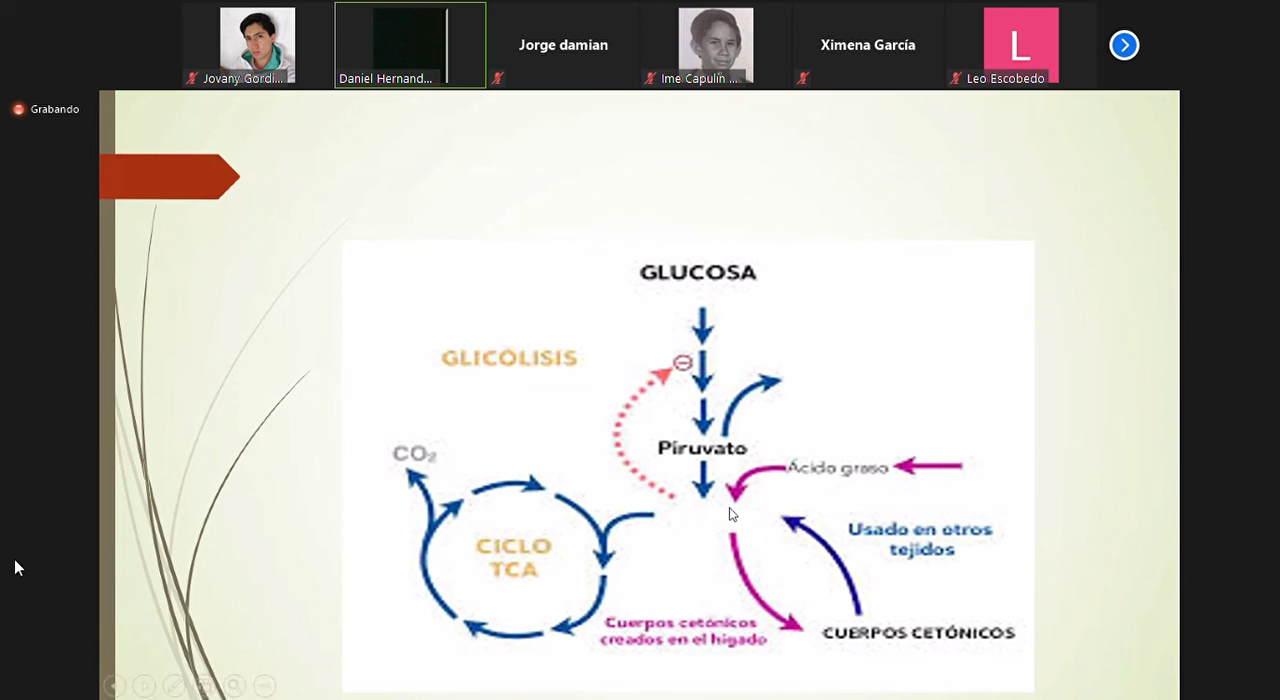 Jovany Gordi...
Daniel Hernand...
Jorge damian
Ime Capulín ...
Ximena García
L
Leo Escobedo
Grabando
GLUCOSA
GLICÓLISIS
Piruvato
CO₂
Ácido graso
CICLO
TCA
Usado en otros
tejidos
Cuerpos cetónicos
creados en el hígado
CUERPOS CETÓNICOS